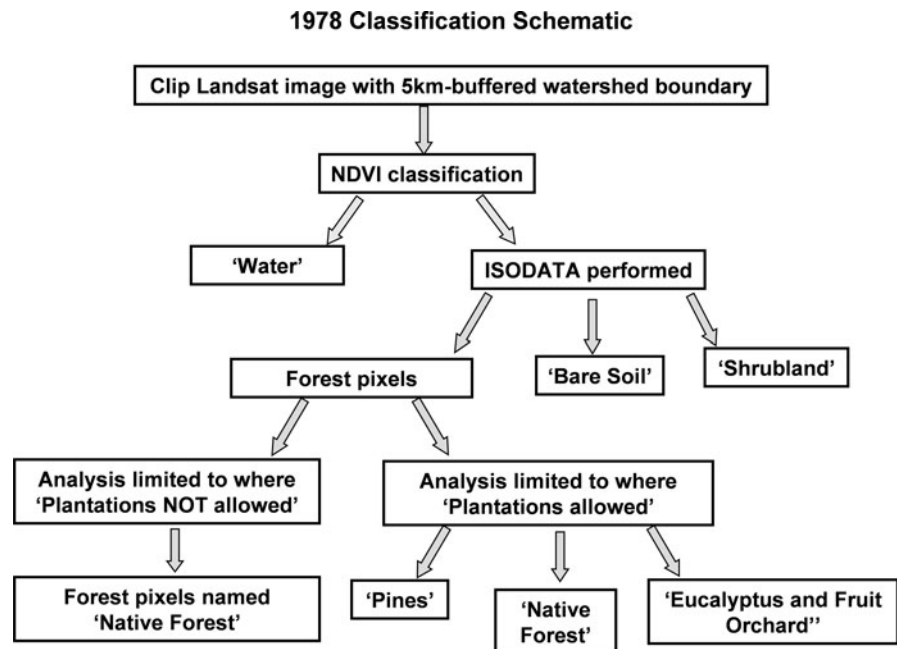 1978 Classification Schematic
Clip Landsat image with 5km-buffered watershed boundary
NDVI classification
‘Water’
ISODATA performed
Forest pixels
‘Bare Soil’
‘Shrubland’
Analysis limited to where
‘Plantations NOT allowed’
Analysis limited to where
‘Plantations allowed’
Forest pixels named
‘Native Forest’
‘Pines’
‘Native
Forest’
‘Eucalyptus and Fruit
Orchard’’